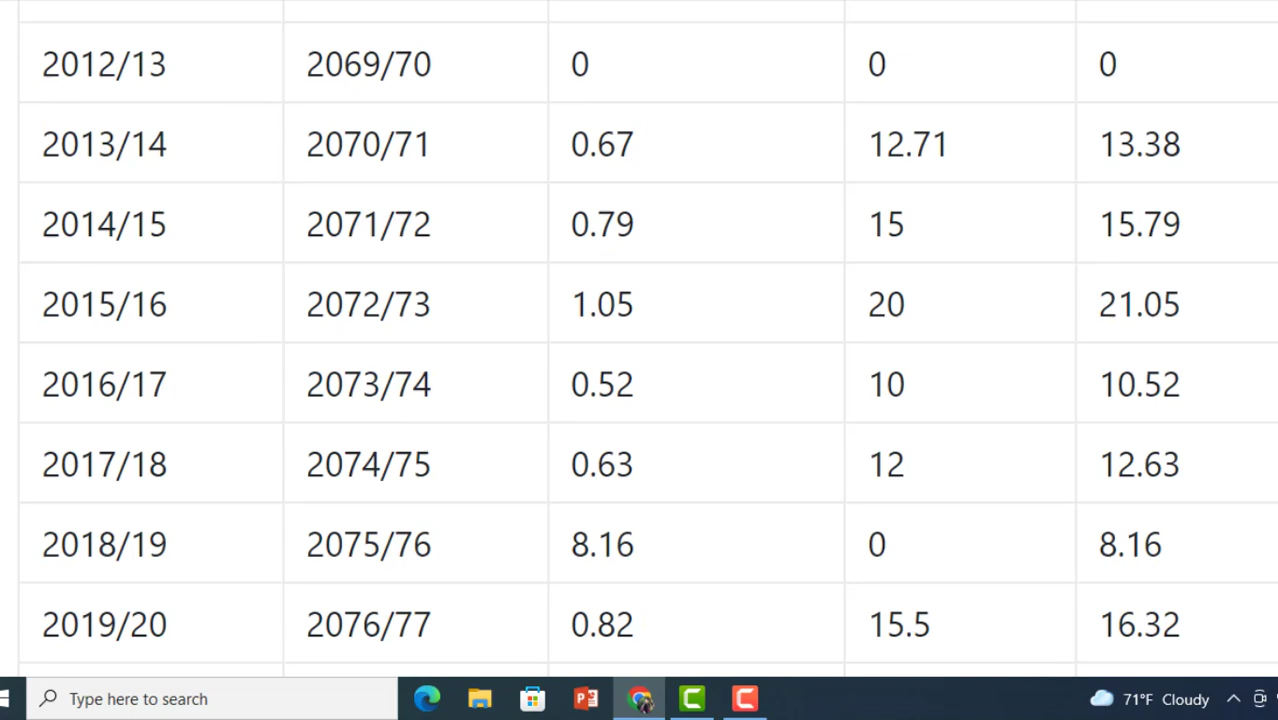 2012/13 2069/70 0 0 0
2013/14 2070/71 0.67 12.71 13.38
2014/15 2071/72 0.79 15 15.79
2015/16 2072/73 1.05 20 21.05
2016/17 2073/74 0.52 10 10.52
2017/18 2074/75 0.63 12 12.63
2018/19 2075/76 8.16 0 8.16
2019/20 2076/77 0.82 15.5 16.32
Type here to search 71°F Cloudy